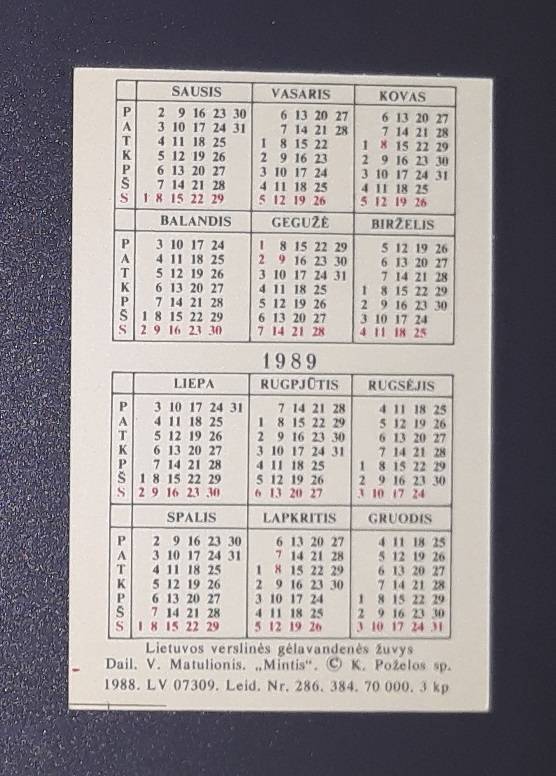 SAUSIS VASARIS KOVAS
P 2 9 16 23 30 6 13 20 27 6 13 20 27
A 3 10 17 24 31 7 14 21 28 7 14 21 28
T 4 11 18 25 1 8 15 22 1 8 15 22 29
K 5 12 19 26 2 9 16 23 2 9 16 23 30
P 6 13 20 27 3 10 17 24 3 10 17 24 31
Š 7 14 21 28 4 11 18 25 4 11 18 25
S 1 8 15 22 29 5 12 19 26 5 12 19 26
BALANDIS GEGUŽĖ BIRŽELIS
P 3 10 17 24 1 8 15 22 29 5 12 19 26
A 4 11 18 25 2 9 16 23 30 6 13 20 27
T 5 12 19 26 3 10 17 24 31 7 14 21 28
K 6 13 20 27 4 11 18 25 1 8 15 22 29
P 7 14 21 28 5 12 19 26 2 9 16 23 30
Š 1 8 15 22 29 6 13 20 27 3 10 17 24
S 2 9 16 23 30 7 14 21 28 4 11 18 25
1989
LIEPA RUGPJŪTIS RUGSĖJIS
P 3 10 17 24 31 7 14 21 28 4 11 18 25
A 4 11 18 25 1 8 15 22 29 5 12 19 26
T 5 12 19 26 2 9 16 23 30 6 13 20 27
K 6 13 20 27 3 10 17 24 31 7 14 21 28
P 7 14 21 28 4 11 18 25 1 8 15 22 29
Š 1 8 15 22 29 5 12 19 26 2 9 16 23 30
S 2 9 16 23 30 6 13 20 27 3 10 17 24
SPALIS LAPKRITIS GRUODIS
P 2 9 16 23 30 6 13 20 27 4 11 18 25
A 3 10 17 24 31 7 14 21 28 5 12 19 26
T 4 11 18 25 1 8 15 22 29 6 13 20 27
K 5 12 19 26 2 9 16 23 30 7 14 21 28
P 6 13 20 27 3 10 17 24 1 8 15 22 29
Š 7 14 21 28 4 11 18 25 2 9 16 23 30
S 1 8 15 22 29 5 12 19 26 3 10 17 24 31
Lietuvos verslinės gėlavandenės žuvys
Dail. V. Matulionis. „Mintis“. © K. Poželos sp.
1988. LV 07309. Leid. Nr. 286. 384. 70 000. 3 kp